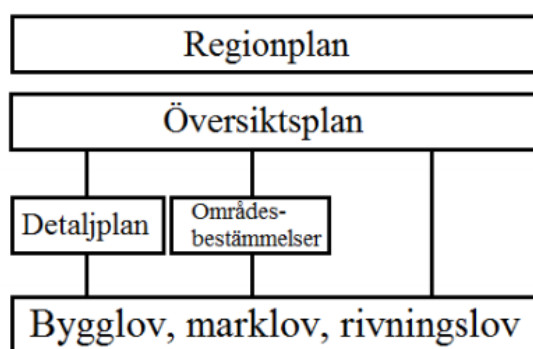 Regionplan
Översiktsplan
Detaljplan
Områdes-
bestämmelser
Bygglov, marklov, rivningslov